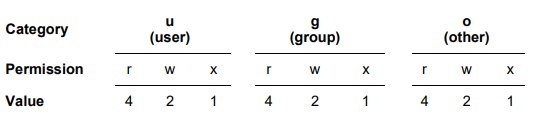 Category u g o
(user) (group) (other)
Permission r w x r w x r w x
Value 4 2 1 4 2 1 4 2 1